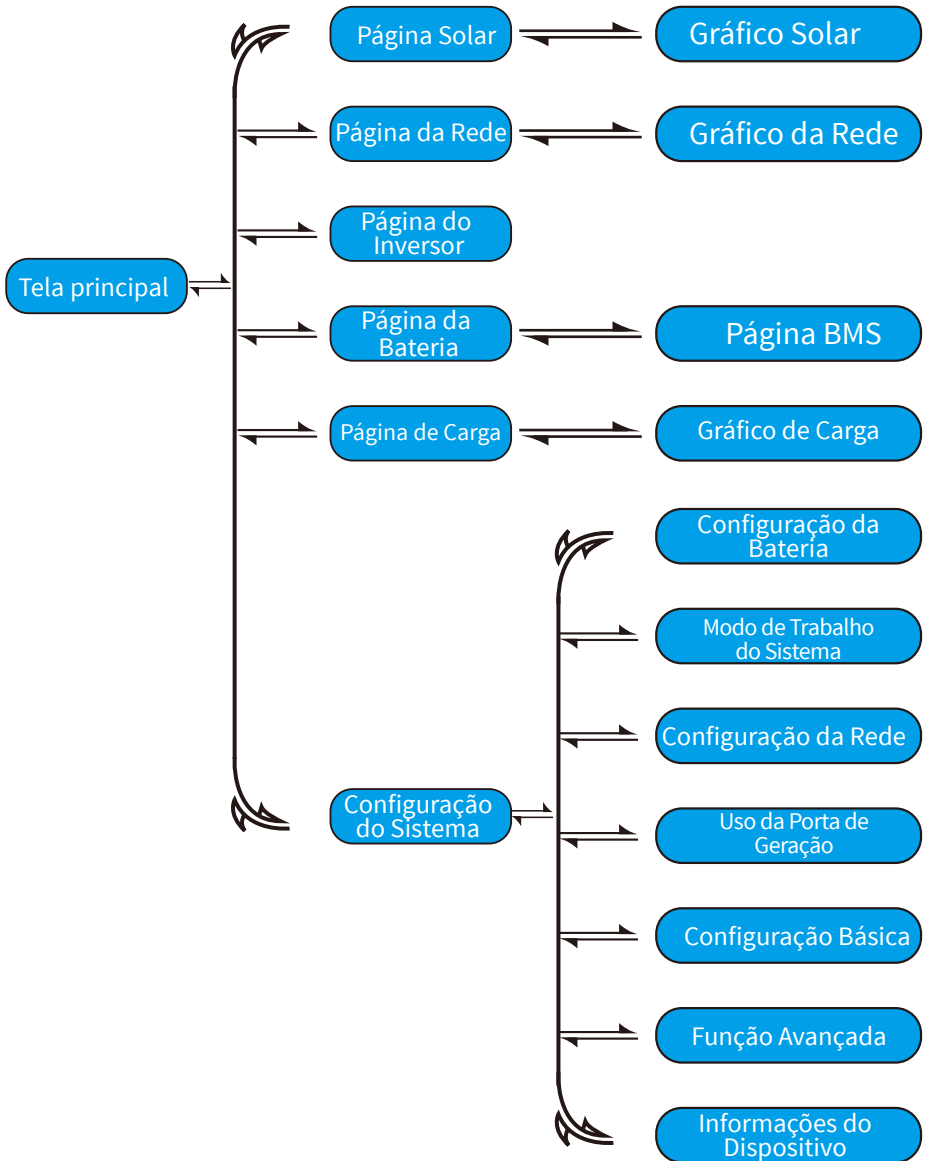 Página Solar
Gráfico Solar
Página da Rede
Gráfico da Rede
Página do
Inversor
Tela principal
Página da
Bateria
Página BMS
Página de Carga
Gráfico de Carga
Configuração da
Bateria
Modo de Trabalho
do Sistema
Configuração da Rede
Configuração
do Sistema
Uso da Porta de
Geração
Configuração Básica
Função Avançada
Informações do
Dispositivo